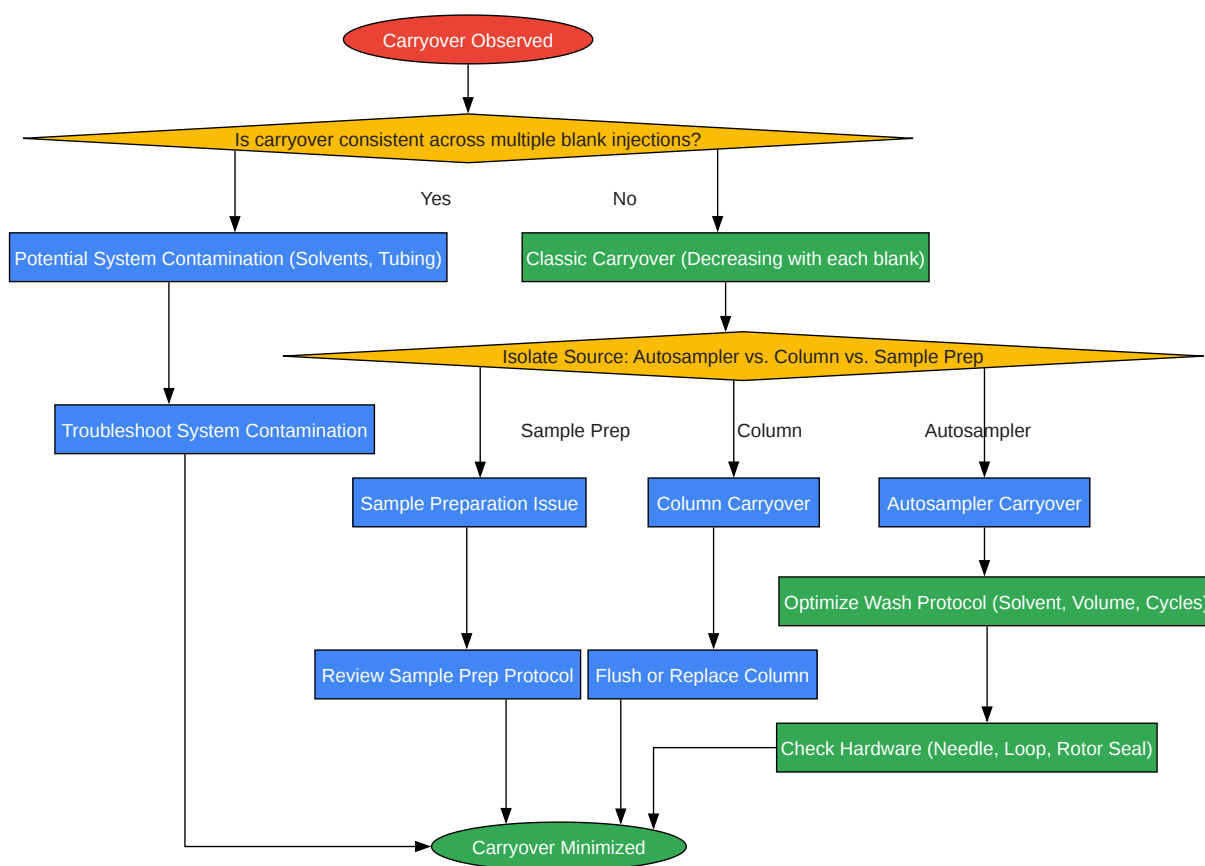 Carryover Observed
Is carryover consistent across multiple blank injections?
Yes
No
Potential System Contamination (Solvents, Tubing)
Classic Carryover (Decreasing with each blank)
Isolate Source: Autosampler vs. Column vs. Sample Prep
Troubleshoot System Contamination
Sample Prep
Column
Autosampler
Sample Preparation Issue
Column Carryover
Autosampler Carryover
Optimize Wash Protocol (Solvent, Volume, Cycles)
Review Sample Prep Protocol
Flush or Replace Column
Check Hardware (Needle, Loop, Rotor Seal)
Carryover Minimized